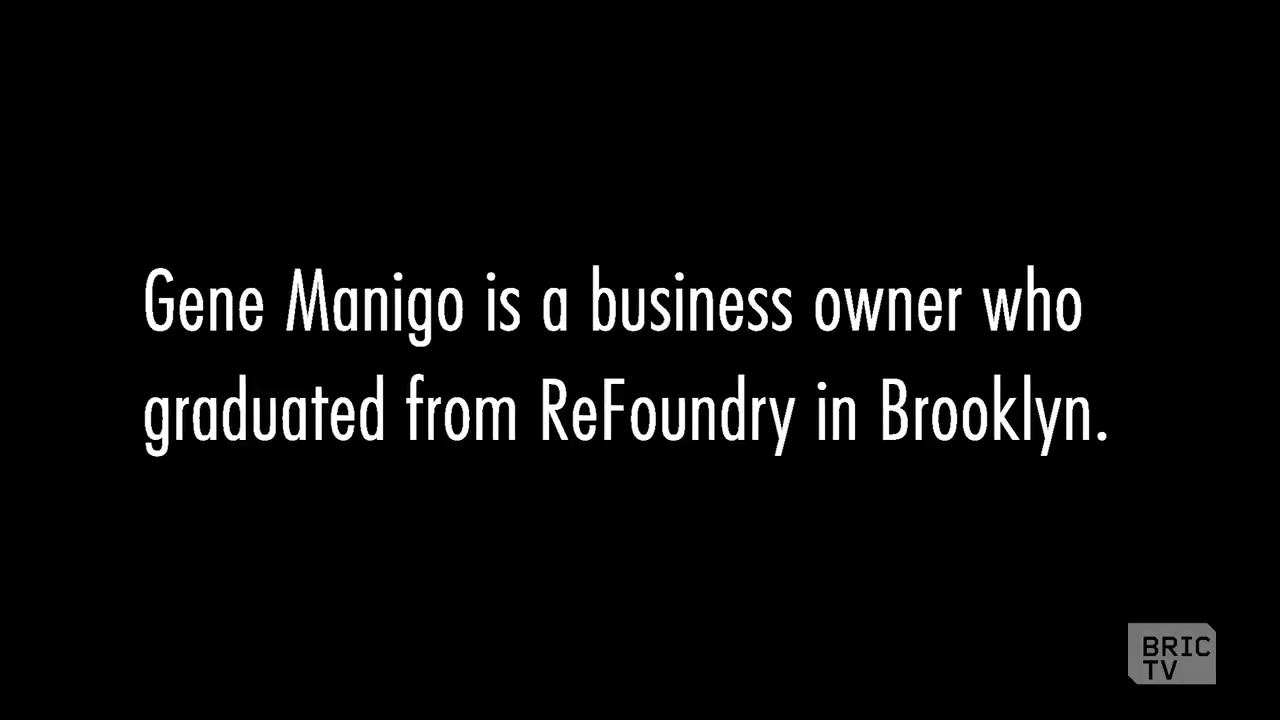 Gene Manigo is a business owner who
graduated from ReFoundry in Brooklyn.
BRIC
TV